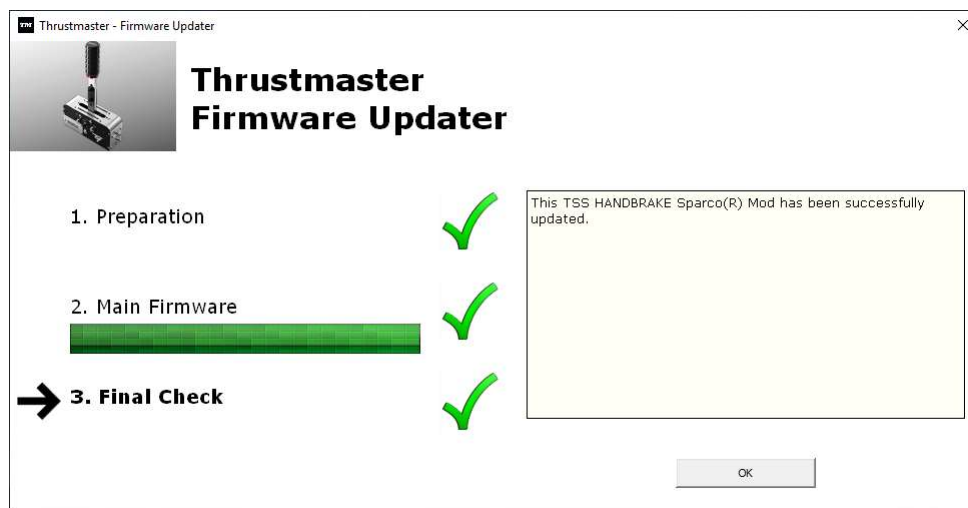 Thrustmaster - Firmware Updater
Thrustmaster
Firmware Updater
1. Preparation
2. Main Firmware
3. Final Check
This TSS HANDBRAKE Sparco(R) Mod has been successfully
updated.
OK